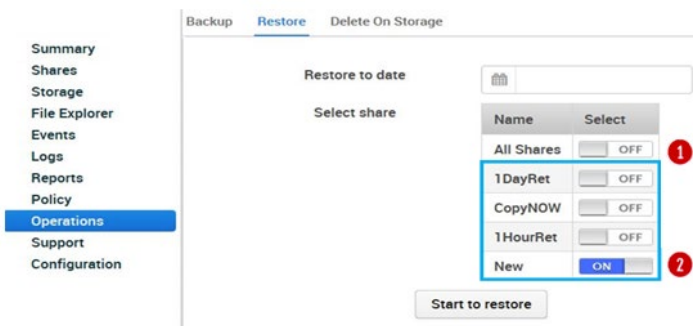 Backup Restore Delete On Storage
Summary
Shares
Storage
File Explorer
Events
Logs
Reports
Policy
Operations
Support
Configuration
Restore to date
Select share
Name Select
All Shares OFF 1
1DayRet OFF
CopyNOW OFF
1HourRet OFF
New ON 2
Start to restore